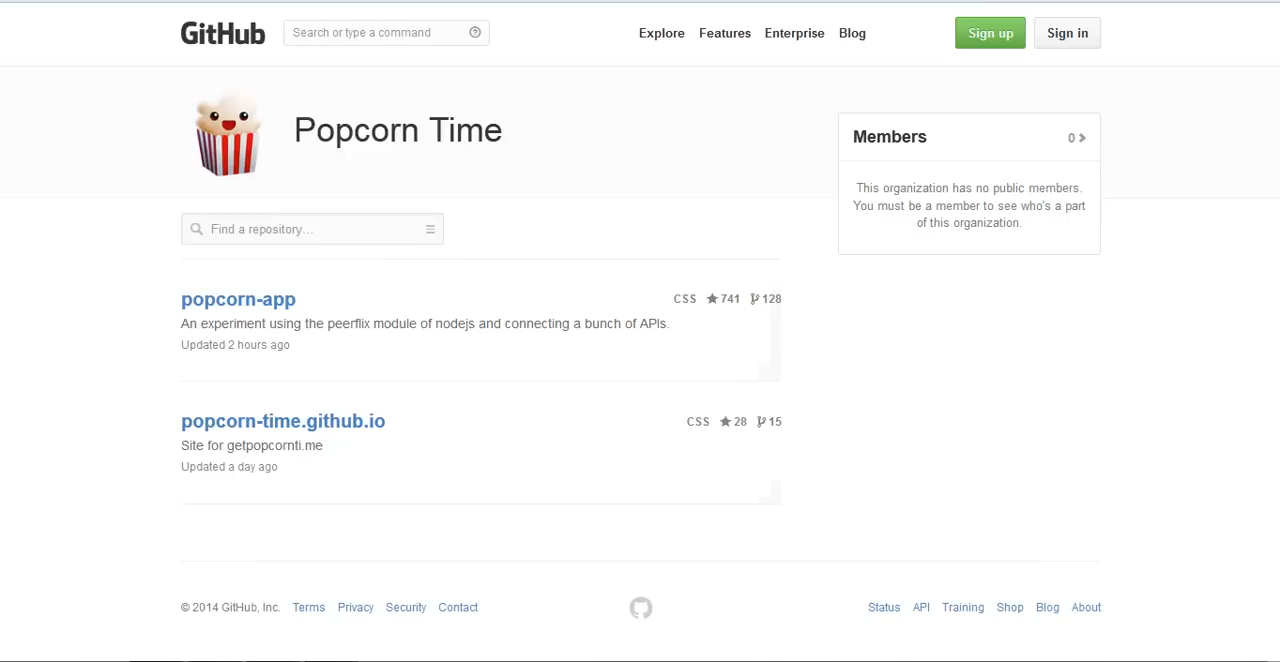 GitHub
Search or type a command
Explore Features Enterprise Blog
Sign up
Sign in
Popcorn Time
Members
0
This organization has no public members.
You must be a member to see who's a part
of this organization.
Find a repository...
popcorn-app
CSS 741 128
An experiment using the peerflix module of nodejs and connecting a bunch of APIs.
Updated 2 hours ago
popcorn-time.github.io
CSS 28 15
Site for getpopcornti.me
Updated a day ago
© 2014 GitHub, Inc. Terms Privacy Security Contact
Status API Training Shop Blog About